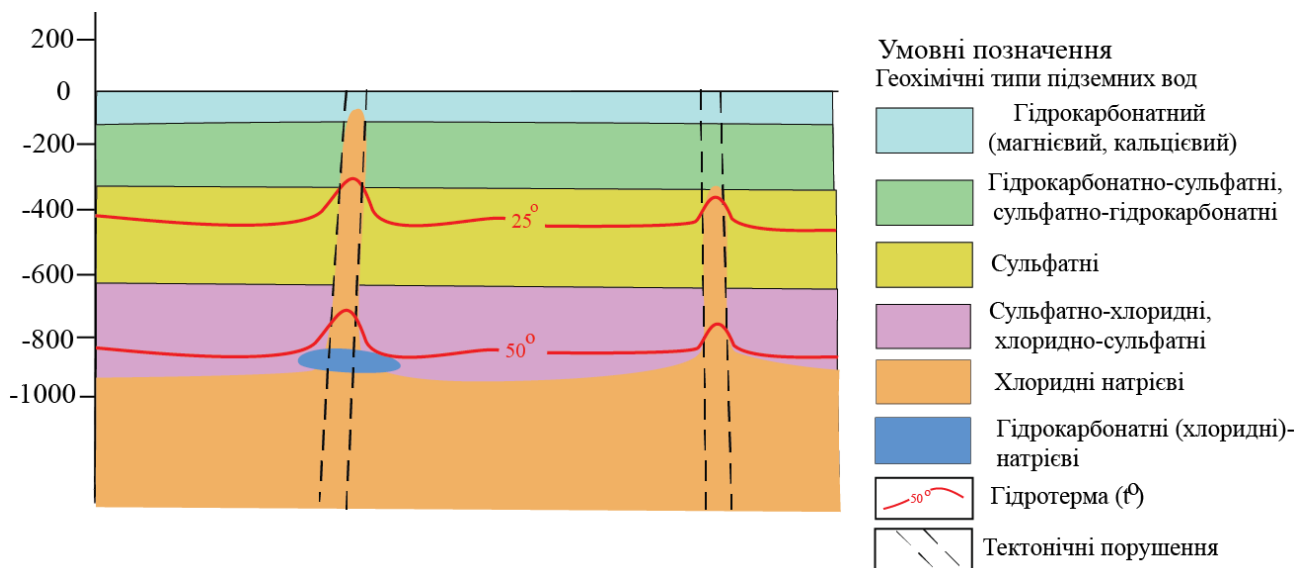 200
0
-200
-400
-600
-800
-1000
25°
50°
Умовні позначення
Геохімічні типи підземних вод
Гідрокарбонатний
(магнієвий, кальцієвий)
Гідрокарбонатно-сульфатні,
сульфатно-гідрокарбонатні
Сульфатні
Сульфатно-хлоридні,
хлоридно-сульфатні
Хлоридні натрієві
Гідрокарбонатні (хлоридні)-
натрієві
50°
Гідротерма (t°)
Тектонічні порушення